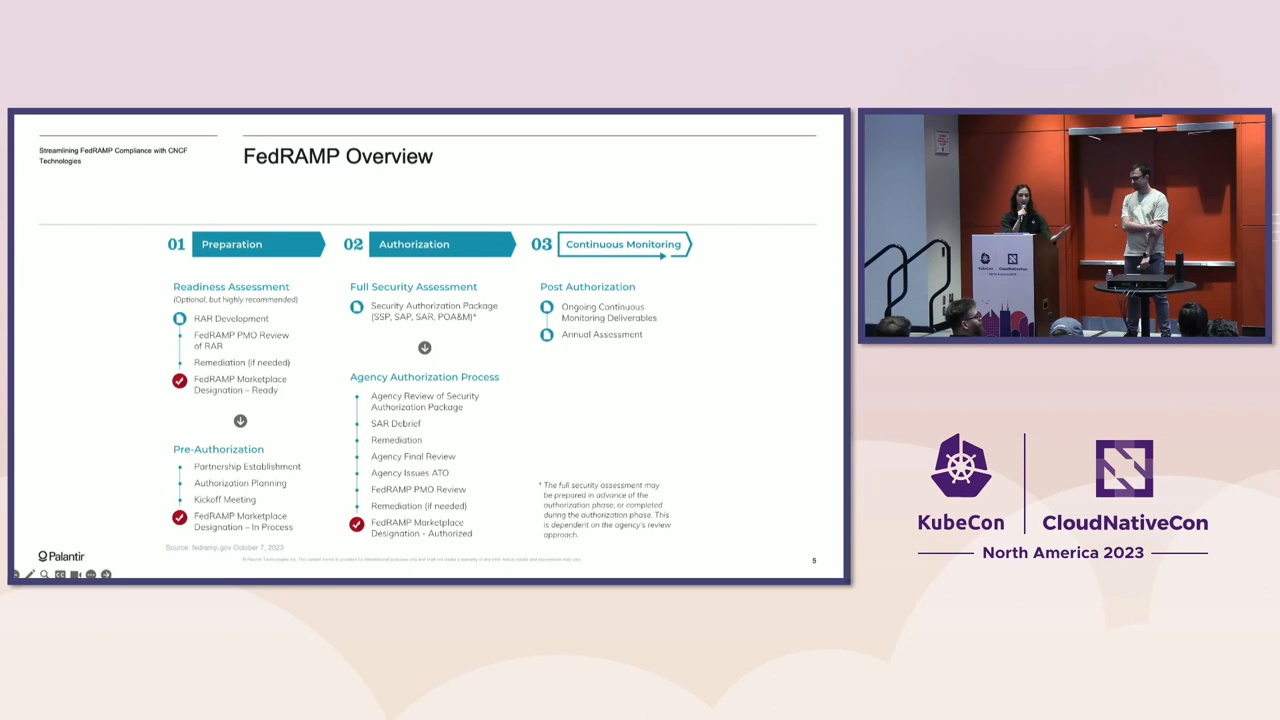 Streamlining FedRAMP Compliance with CNCF
Technologies
FedRAMP Overview
01 Preparation
Readiness Assessment
(Optional, but highly recommended)
RAR Development
FedRAMP PMO Review
of RAR
Remediation (if needed)
FedRAMP Marketplace
Designation – Ready
Pre-Authorization
Partnership Establishment
Authorization Planning
Kickoff Meeting
FedRAMP Marketplace
Designation – In Process
02 Authorization
Full Security Assessment
Security Authorization Package
(SSP, SAP, SAR, POA&M)*
Agency Authorization Process
Agency Review of Security
Authorization Package
SAR Debrief
Remediation
Agency Final Review
Agency Issues ATO
FedRAMP PMO Review
Remediation (if needed)
FedRAMP Marketplace
Designation - Authorized
03 Continuous Monitoring
Post Authorization
Ongoing Continuous
Monitoring Deliverables
Annual Assessment
* The full security assessment may
be prepared in advance of the
authorization phase, or completed
during the authorization phase. This
is dependent on the agency's review
approach.
Source: fedramp.gov October 7, 2023
Palantir
5
KubeCon
CloudNativeCon
North America 2023
KubeCon
CloudNativeCon
North America 2023